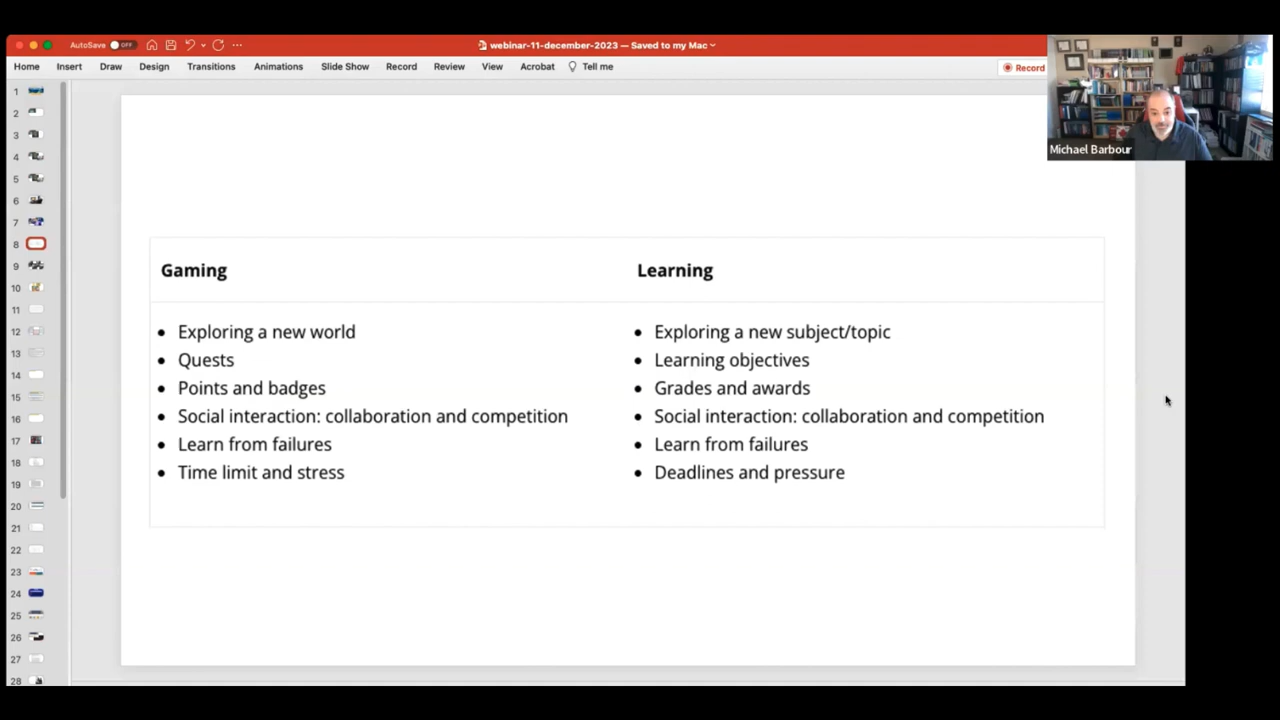 AutoSave OFF
webinar-11-december-2023 — Saved to my Mac
Home Insert Draw Design Transitions Animations Slide Show Record Review View Acrobat Tell me
Record
Michael Barbour
1
2
3
4
5
6
7
8
9
10
11
12
13
14
15
16
17
18
19
20
21
22
23
24
25
26
27
28
Gaming
• Exploring a new world
• Quests
• Points and badges
• Social interaction: collaboration and competition
• Learn from failures
• Time limit and stress
Learning
• Exploring a new subject/topic
• Learning objectives
• Grades and awards
• Social interaction: collaboration and competition
• Learn from failures
• Deadlines and pressure